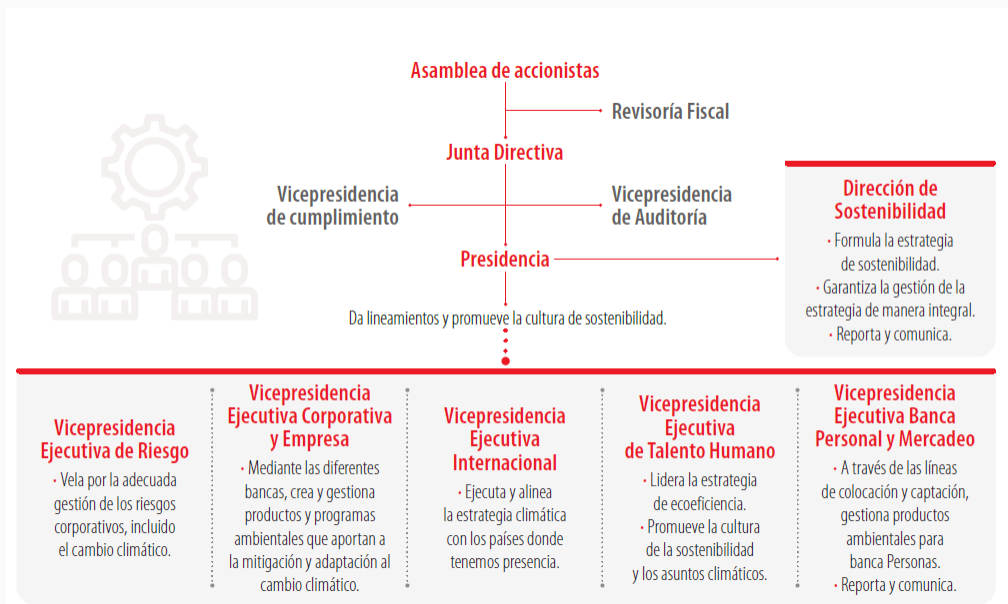 Asamblea de accionistas
Revisoría Fiscal
Junta Directiva
Vicepresidencia
de cumplimiento
Vicepresidencia
de Auditoría
Presidencia
Da lineamientos y promueve la cultura de sostenibilidad.
Dirección de
Sostenibilidad
· Formula la estrategia
de sostenibilidad.
· Garantiza la gestión de la
estrategia de manera integral.
· Reporta y comunica.
Vicepresidencia
Ejecutiva de Riesgo
· Vela por la adecuada
gestión de los riesgos
corporativos, incluido
el cambio climático.
Vicepresidencia
Ejecutiva Corporativa
y Empresa
· Mediante las diferentes
bancas, crea y gestiona
productos y programas
ambientales que aportan a
la mitigación y adaptación al
cambio climático.
Vicepresidencia
Ejecutiva
Internacional
· Ejecuta y alinea
la estrategia climática
con los países donde
tenemos presencia.
Vicepresidencia
Ejecutiva
de Talento Humano
· Lidera la estrategia
de ecoeficiencia.
· Promueve la cultura
de la sostenibilidad
y los asuntos climáticos.
Vicepresidencia
Ejecutiva Banca
Personal y Mercadeo
· A través de las líneas
de colocación y captación,
gestiona productos
ambientales para
banca Personas.
· Reporta y comunica.